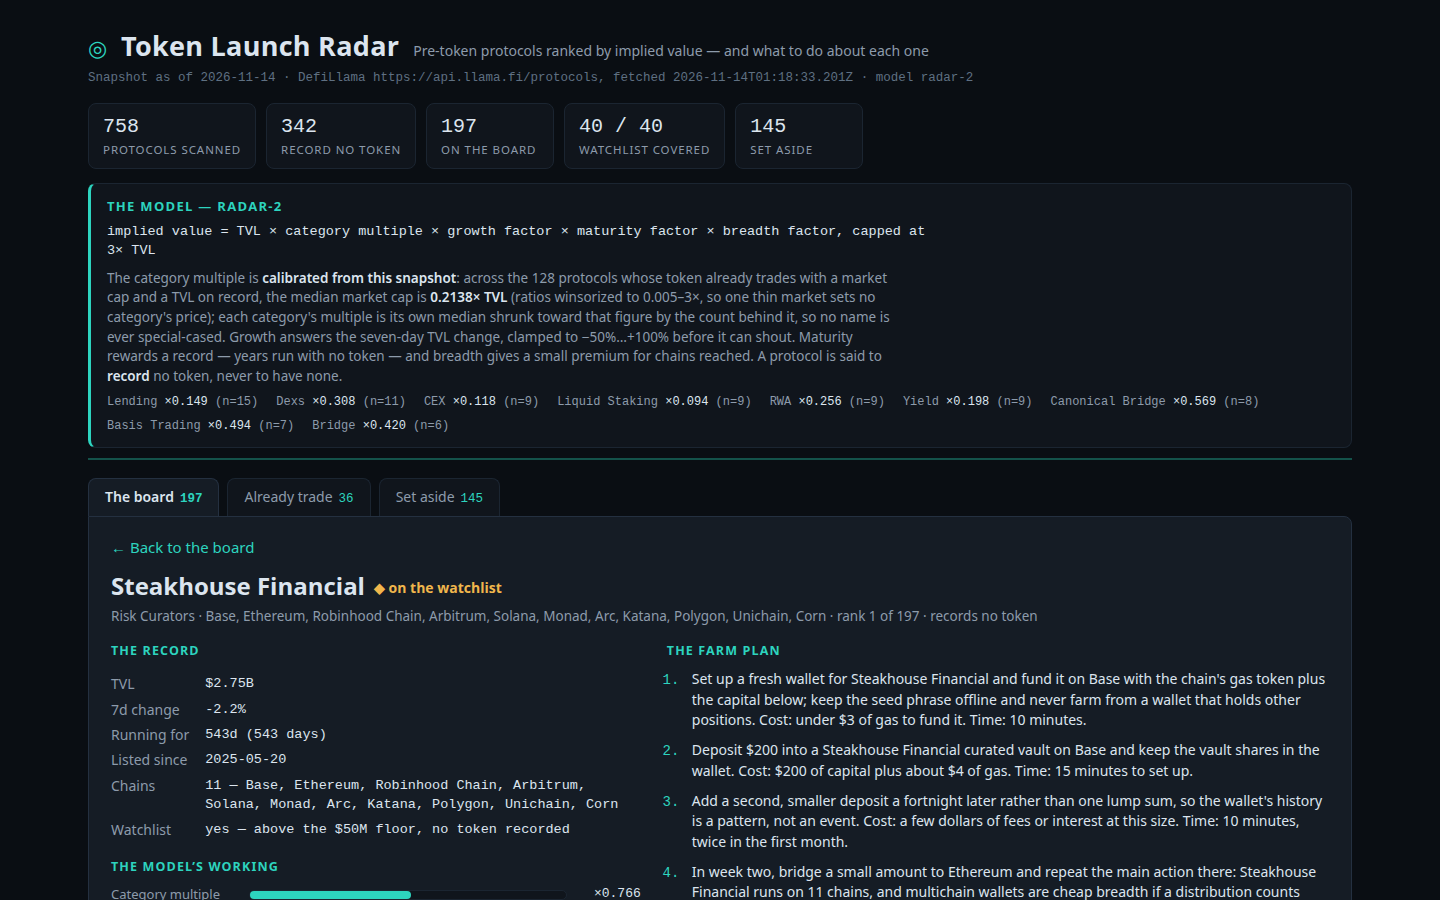 ◎ Token Launch Radar Pre-token protocols ranked by implied value — and what to do about each one
Snapshot as of 2026-11-14 · DefiLlama https://api.llama.fi/protocols, fetched 2026-11-14T01:18:33.201Z · model radar-2
758
PROTOCOLS SCANNED
342
RECORD NO TOKEN
197
ON THE BOARD
40 / 40
WATCHLIST COVERED
145
SET ASIDE
THE MODEL — RADAR-2
implied value = TVL × category multiple × growth factor × maturity factor × breadth factor, capped at
3× TVL
The category multiple is calibrated from this snapshot: across the 128 protocols whose token already trades with a market
cap and a TVL on record, the median market cap is 0.2138× TVL (ratios winsorized to 0.005–3×, so one thin market sets no
category's price); each category's multiple is its own median shrunk toward that figure by the count behind it, so no name is
ever special-cased. Growth answers the seven-day TVL change, clamped to −50%…+100% before it can shout. Maturity
rewards a record — years run with no token — and breadth gives a small premium for chains reached. A protocol is said to
record no token, never to have none.
Lending ×0.149 (n=15) Dexs ×0.308 (n=11) CEX ×0.118 (n=9) Liquid Staking ×0.094 (n=9) RWA ×0.256 (n=9) Yield ×0.198 (n=9) Canonical Bridge ×0.569 (n=8)
Basis Trading ×0.494 (n=7) Bridge ×0.420 (n=6)
The board 197
Already trade 36
Set aside 145
← Back to the board
Steakhouse Financial ◆ on the watchlist
Risk Curators · Base, Ethereum, Robinhood Chain, Arbitrum, Solana, Monad, Arc, Katana, Polygon, Unichain, Corn · rank 1 of 197 · records no token
THE RECORD
TVL $2.75B
7d change -2.2%
Running for 543d (543 days)
Listed since 2025-05-20
Chains 11 — Base, Ethereum, Robinhood Chain, Arbitrum,
Solana, Monad, Arc, Katana, Polygon, Unichain, Corn
Watchlist yes — above the $50M floor, no token recorded
THE MODEL'S WORKING
Category multiple ×0.766
THE FARM PLAN
1. Set up a fresh wallet for Steakhouse Financial and fund it on Base with the chain's gas token plus
the capital below; keep the seed phrase offline and never farm from a wallet that holds other
positions. Cost: under $3 of gas to fund it. Time: 10 minutes.
2. Deposit $200 into a Steakhouse Financial curated vault on Base and keep the vault shares in the
wallet. Cost: $200 of capital plus about $4 of gas. Time: 15 minutes to set up.
3. Add a second, smaller deposit a fortnight later rather than one lump sum, so the wallet's history
is a pattern, not an event. Cost: a few dollars of fees or interest at this size. Time: 10 minutes,
twice in the first month.
4. In week two, bridge a small amount to Ethereum and repeat the main action there: Steakhouse
Financial runs on 11 chains, and multichain wallets are cheap breadth if a distribution counts